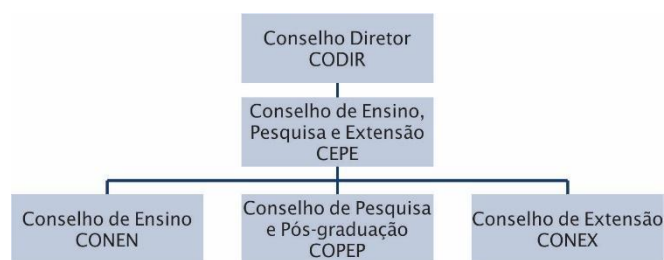 Conselho Diretor
CODIR
Conselho de Ensino,
Pesquisa e Extensão
CEPE
Conselho de Ensino
CONEN
Conselho de Pesquisa
e Pós-graduação
COPEP
Conselho de Extensão
CONEX